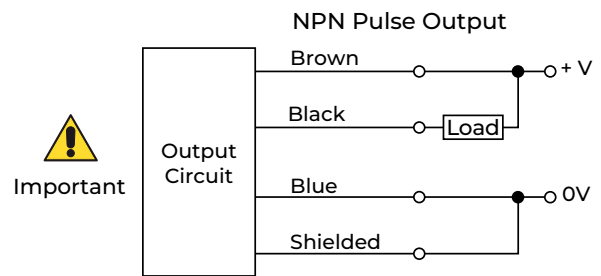 NPN Pulse Output
Brown
+ V
Black
Load
Important
Output
Circuit
Blue
0V
Shielded